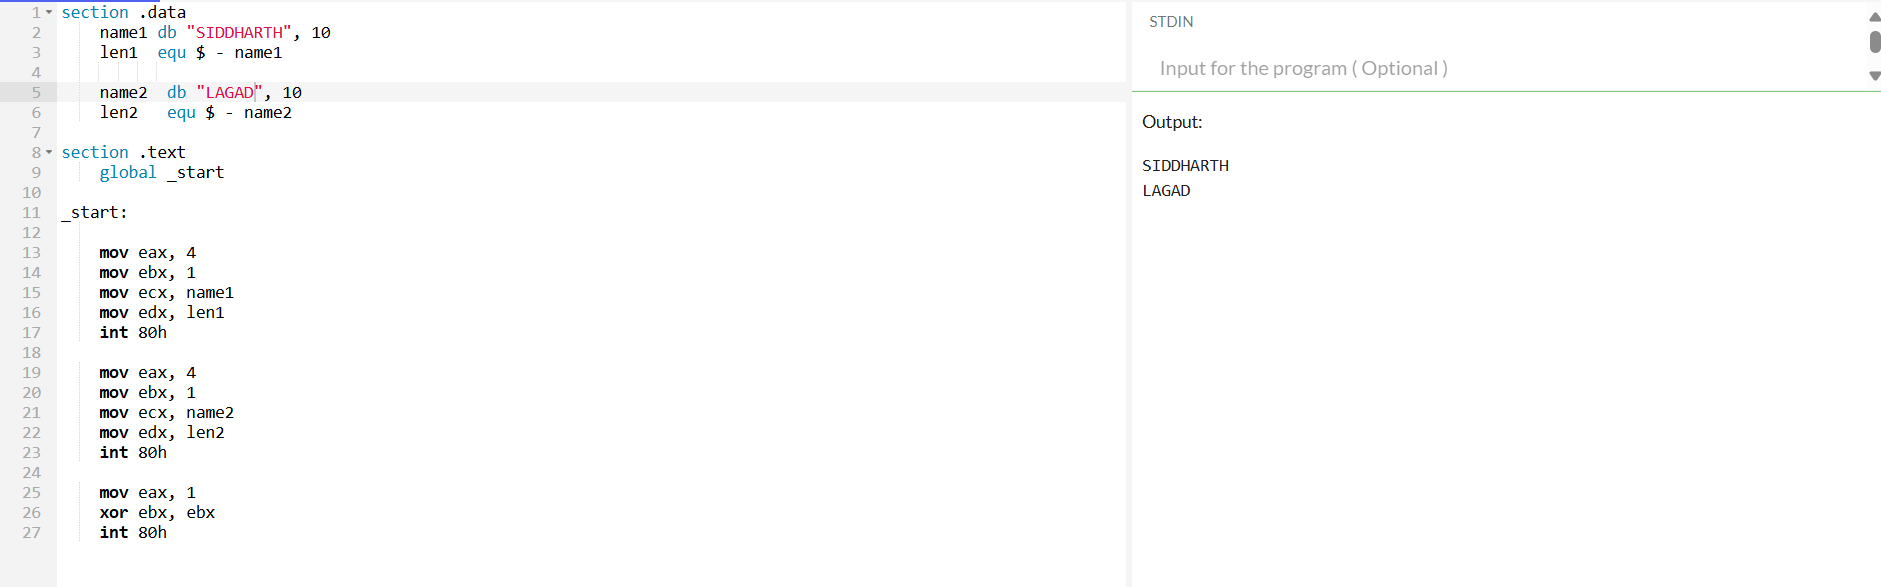 1 section .data
2 name1 db "SIDDHARTH", 10
3 len1 equ $ - name1
4
5 name2 db "LAGAD", 10
6 len2 equ $ - name2
7
8 section .text
9 global _start
10
11 _start:
12
13 mov eax, 4
14 mov ebx, 1
15 mov ecx, name1
16 mov edx, len1
17 int 80h
18
19 mov eax, 4
20 mov ebx, 1
21 mov ecx, name2
22 mov edx, len2
23 int 80h
24
25 mov eax, 1
26 xor ebx, ebx
27 int 80h
STDIN
Input for the program ( Optional )
Output:
SIDDHARTH
LAGAD